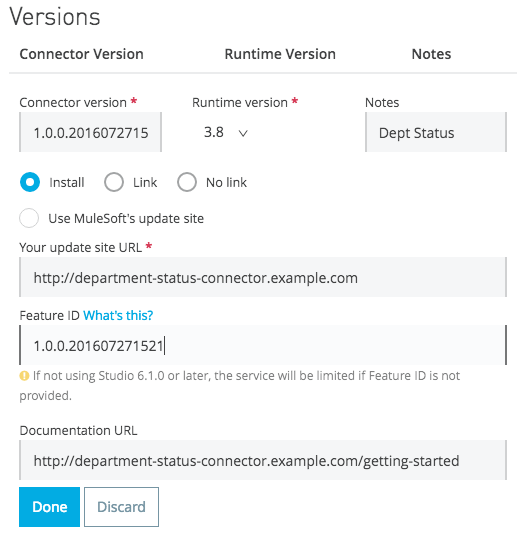 Versions
Connector Version Runtime Version Notes
Connector version * Runtime version * Notes
1.0.0.2016072715 3.8 Dept Status
Install Link No link
Use MuleSoft's update site
Your update site URL *
http://department-status-connector.example.com
Feature ID What's this?
1.0.0.201607271521
If not using Studio 6.1.0 or later, the service will be limited if Feature ID is not
provided.
Documentation URL
http://department-status-connector.example.com/getting-started
Done Discard